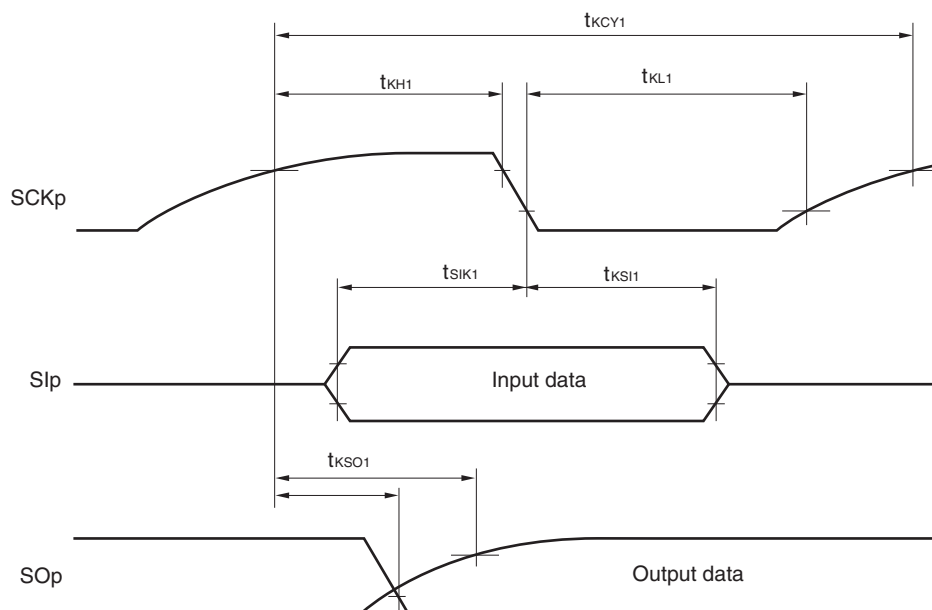 tKCY1
tKH1
tKL1
SCKp
tSIK1
tKSI1
SIp
Input data
tKSO1
SOp
Output data